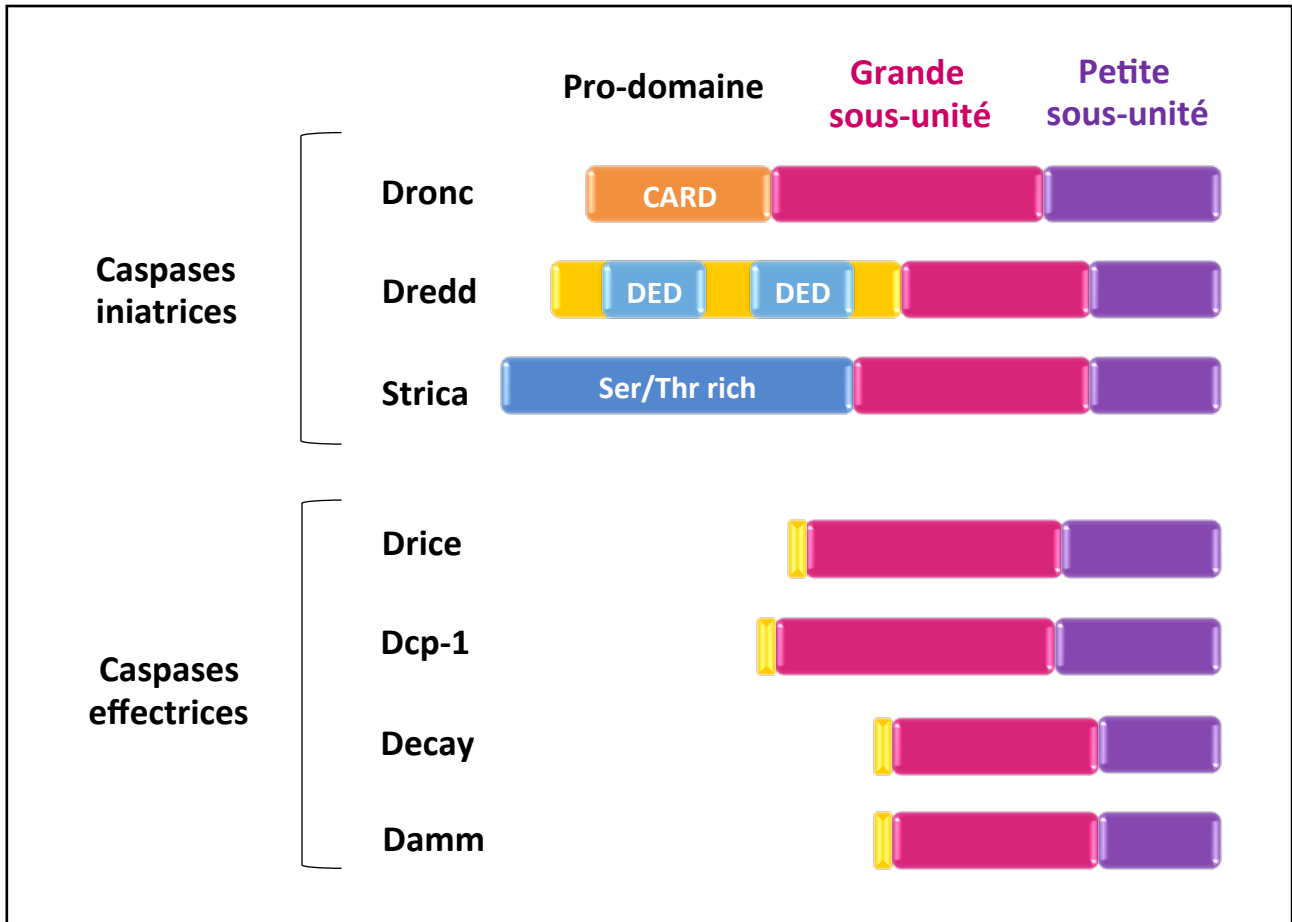 Pro-domaine
Grande
sous-unité
Petite
sous-unité
Caspases
iniatrices
Dronc
CARD
Dredd
DED
DED
Strica
Ser/Thr rich
Caspases
effectrices
Drice
Dcp-1
Decay
Damm